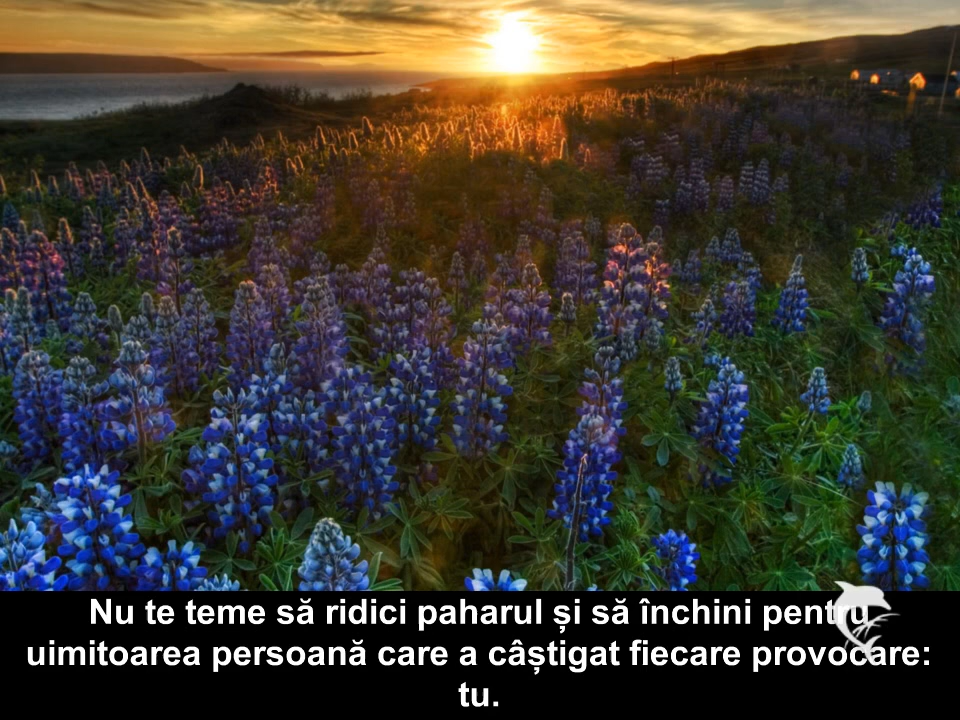 Nu te teme să ridici paharul și să închini pentru
uimitoarea persoană care a câștigat fiecare provocare:
tu.